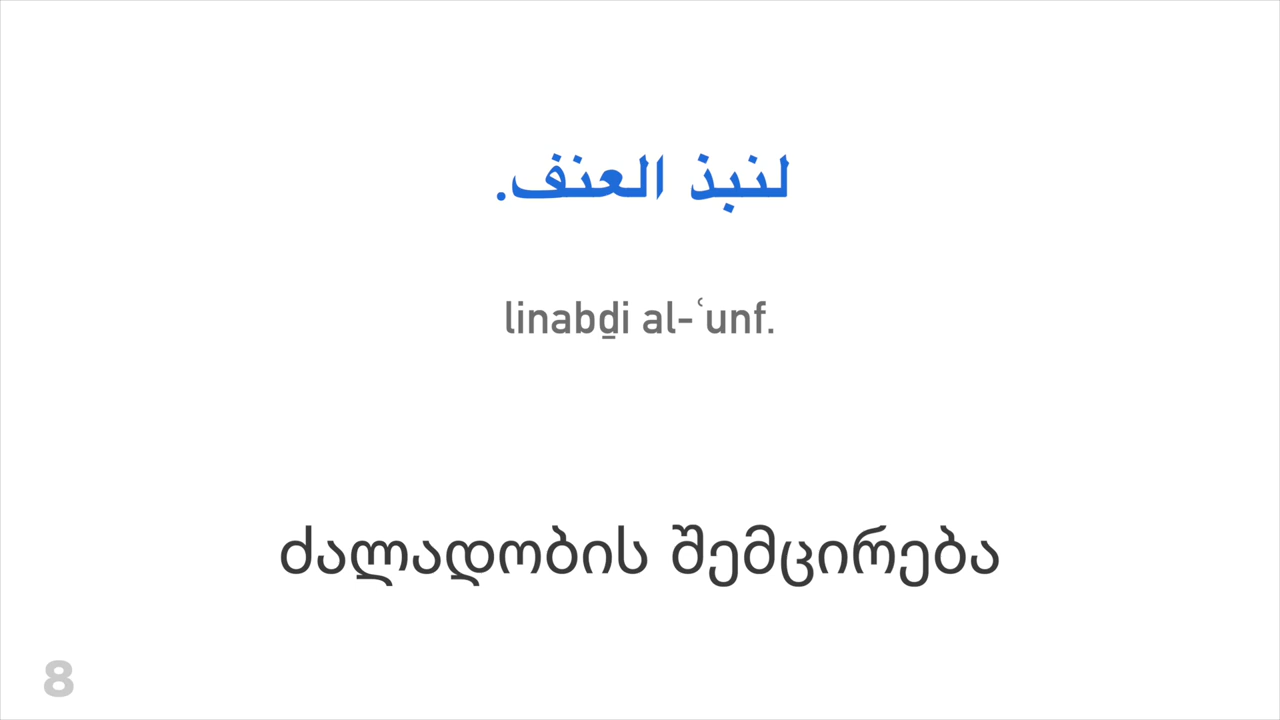 لنبذ العنف.
linabḏi al-ʿunf.
ძალადობის შემცირება
8